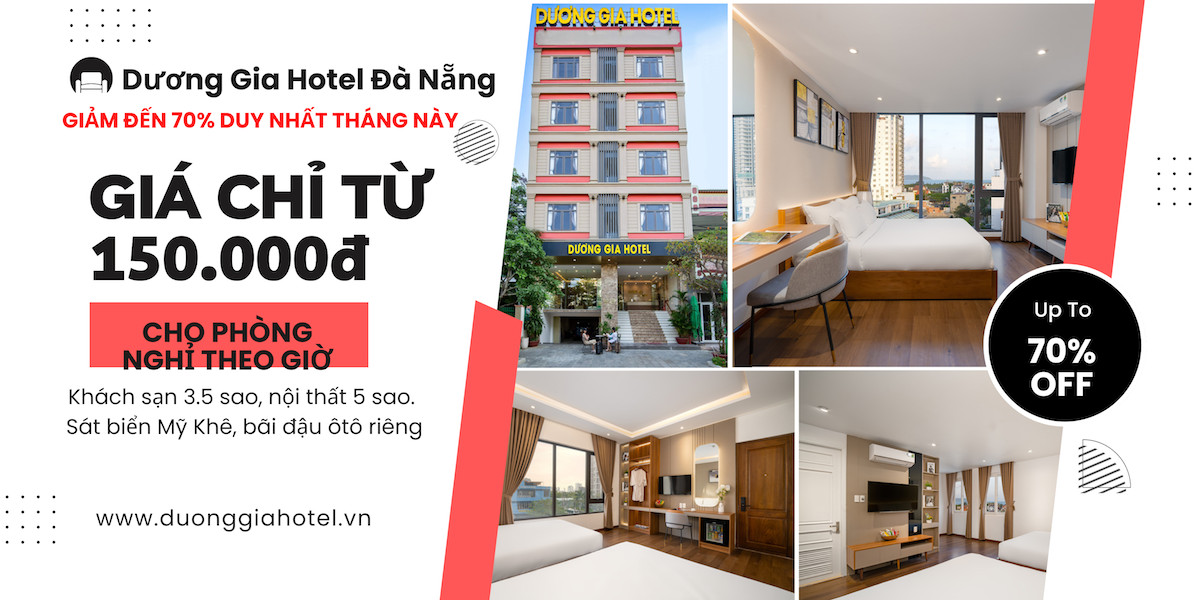 Dương Gia Hotel Đà Nẵng
GIẢM ĐẾN 70% DUY NHẤT THÁNG NÀY
GIÁ CHỈ TỪ
150.000đ
CHO PHÒNG
NGHỈ THEO GIỜ
Khách sạn 3.5 sao, nội thất 5 sao.
Sát biển Mỹ Khê, bãi đậu ôtô riêng
www.duonggiahotel.vn
DƯƠNG GIA HOTEL
DƯƠNG GIA HOTEL
Up To
70%
OFF